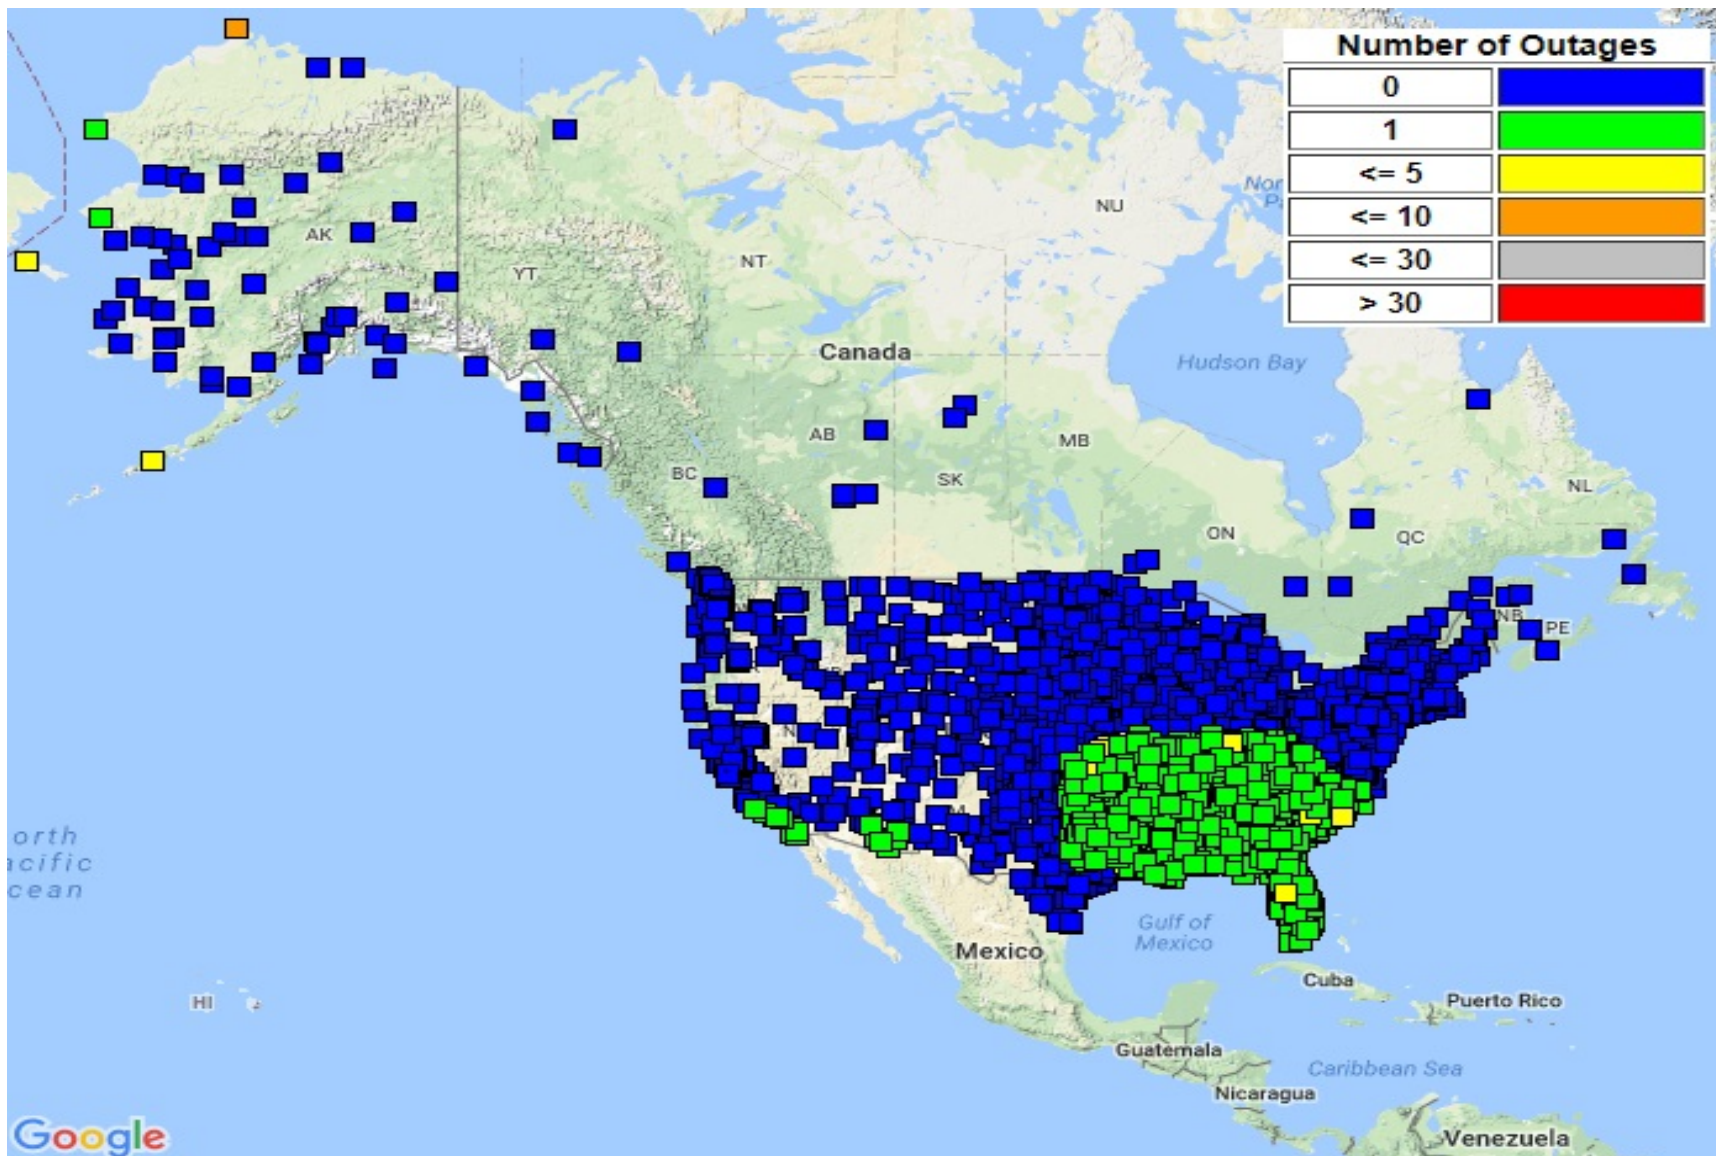 Number of Outages
0
1
<= 5
<= 10
<= 30
> 30
NU
AK
NT
YT
Canada
Hudson Bay
AB
MB
BC
SK
NL
ON
QC
NB
PE
orth
acific
cean
Gulf of
Mexico
Mexico
Cuba
HI
Puerto Rico
Guatemala
Caribbean Sea
Nicaragua
Google
Venezuela